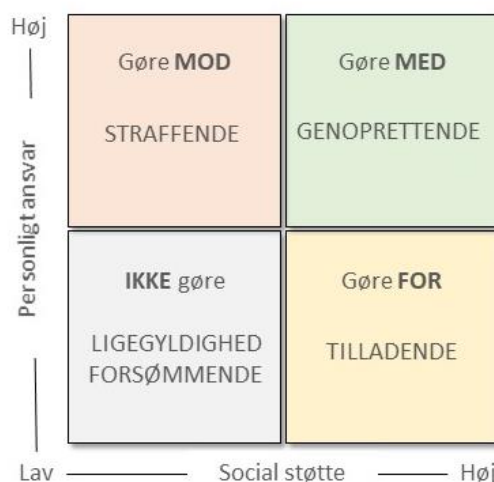 Høj
Gøre MOD
STRAFFENDE
Gøre MED
GENOPRETTENDE
Personligt ansvar
IKKE gøre
LIGEGYLDIGHED
FORSØMMENDE
Gøre FOR
TILLADENDE
Lav
Social støtte
Høj